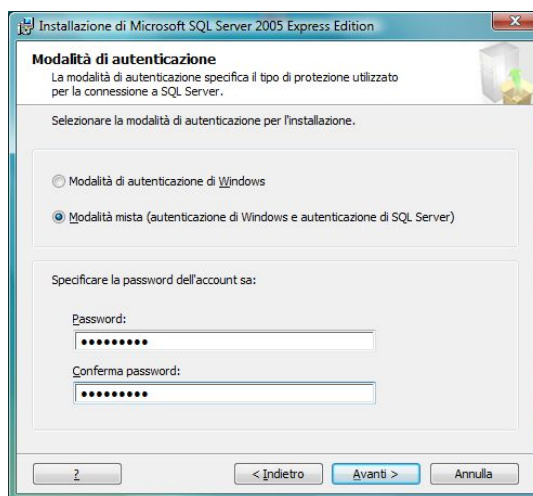 Installazione di Microsoft SQL Server 2005 Express Edition
Modalità di autenticazione
La modalità di autenticazione specifica il tipo di protezione utilizzato
per la connessione a SQL Server.
Selezionare la modalità di autenticazione per l'installazione.
Modalità di autenticazione di Windows
Modalità mista (autenticazione di Windows e autenticazione di SQL Server)
Specificare la password dell'account sa:
Password:
•••••••••
Conferma password:
•••••••••
? < Indietro Avanti > Annulla